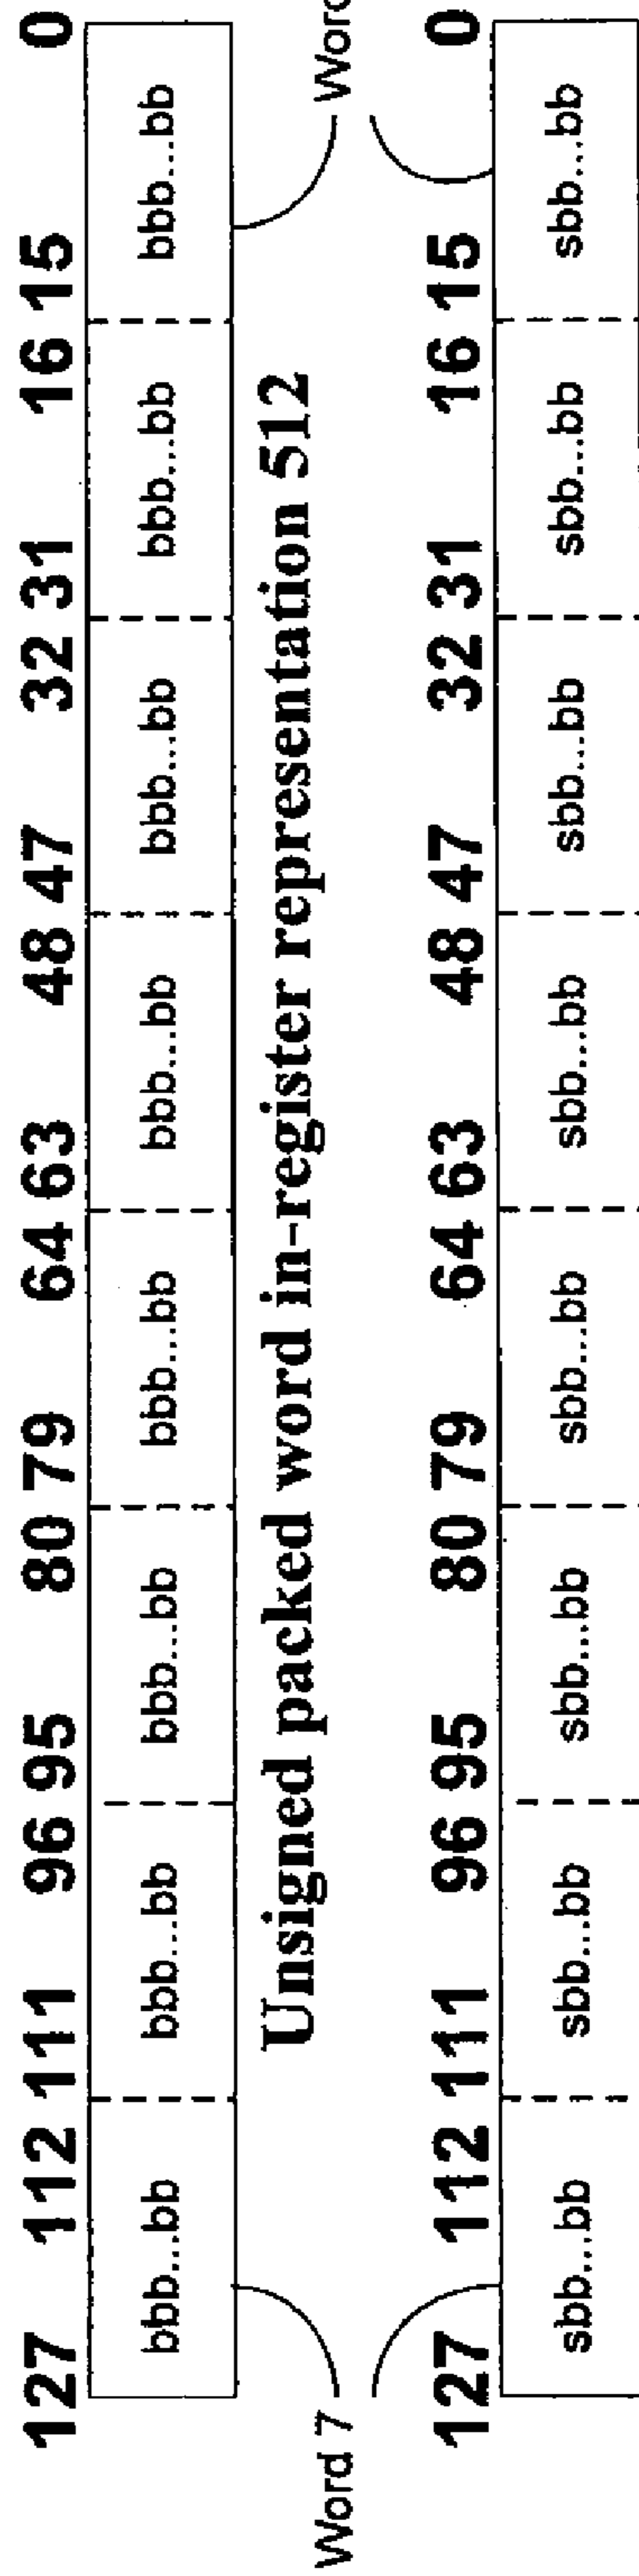 127 112 111 96 95 80 79 64 63 48 47 32 31 16 15 0
bbb...bb bbb...bb bbb...bb bbb...bb bbb...bb bbb...bb bbb...bb bbb...bb
Unsigned packed word in-register representation 512
Word 7
127 112 111 96 95 80 79 64 63 48 47 32 31 16 15 0
sbb...bb sbb...bb sbb...bb sbb...bb sbb...bb sbb...bb sbb...bb sbb...bb